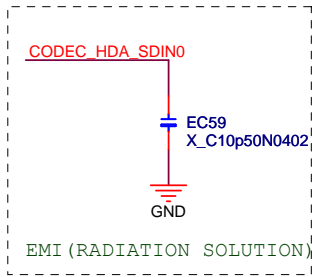 CODEC_HDA_SDIN0
EC59
X_C10p50N0402
GND
EMI(RADIATION SOLUTION)